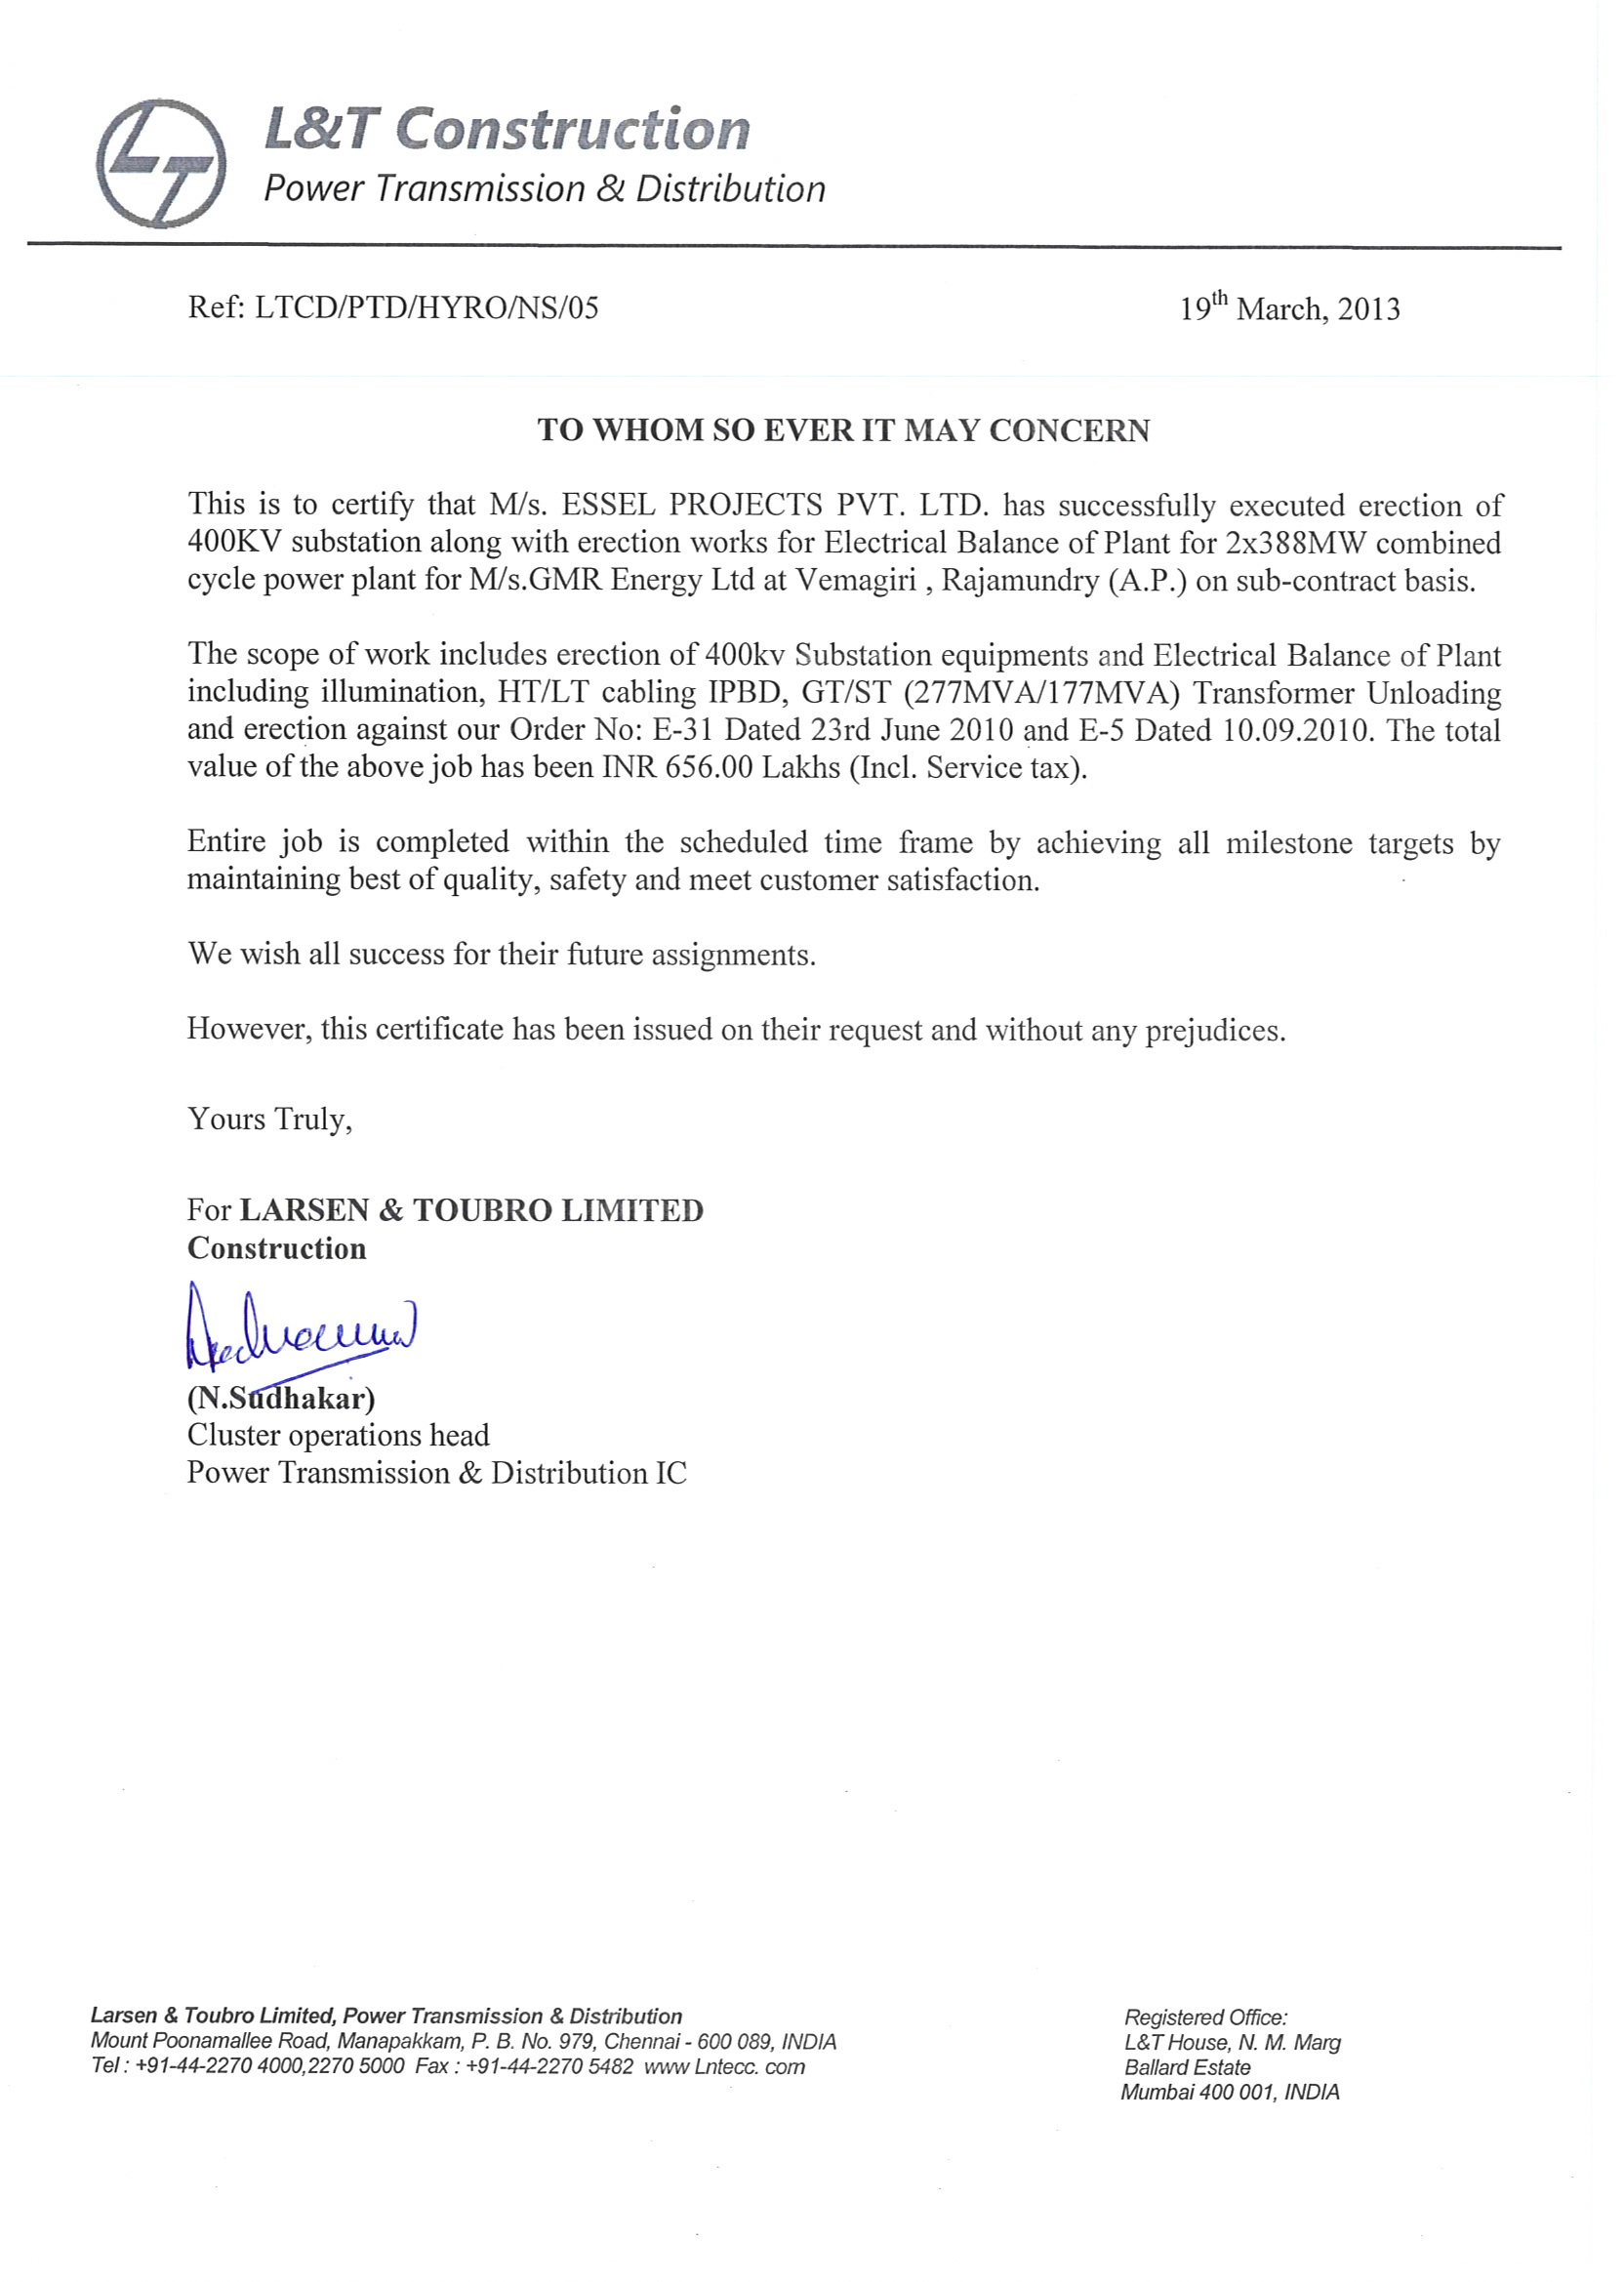 LT
L&T Construction
Power Transmission & Distribution
Ref: LTCD/PTD/HYRO/NS/05 19th March, 2013
TO WHOM SO EVER IT MAY CONCERN
This is to certify that M/s. ESSEL PROJECTS PVT. LTD. has successfully executed erection of
400KV substation along with erection works for Electrical Balance of Plant for 2x388MW combined
cycle power plant for M/s.GMR Energy Ltd at Vemagiri , Rajamundry (A.P.) on sub-contract basis.
The scope of work includes erection of 400kv Substation equipments and Electrical Balance of Plant
including illumination, HT/LT cabling IPBD, GT/ST (277MVA/177MVA) Transformer Unloading
and erection against our Order No: E-31 Dated 23rd June 2010 and E-5 Dated 10.09.2010. The total
value of the above job has been INR 656.00 Lakhs (Incl. Service tax).
Entire job is completed within the scheduled time frame by achieving all milestone targets by
maintaining best of quality, safety and meet customer satisfaction.
We wish all success for their future assignments.
However, this certificate has been issued on their request and without any prejudices.
Yours Truly,
For LARSEN & TOUBRO LIMITED
Construction
(N.Sudhakar)
Cluster operations head
Power Transmission & Distribution IC
Larsen & Toubro Limited, Power Transmission & Distribution
Mount Poonamallee Road, Manapakkam, P. B. No. 979, Chennai - 600 089, INDIA
Tel : +91-44-2270 4000,2270 5000 Fax : +91-44-2270 5482 www Lntecc. com
Registered Office:
L&T House, N. M. Marg
Ballard Estate
Mumbai 400 001, INDIA